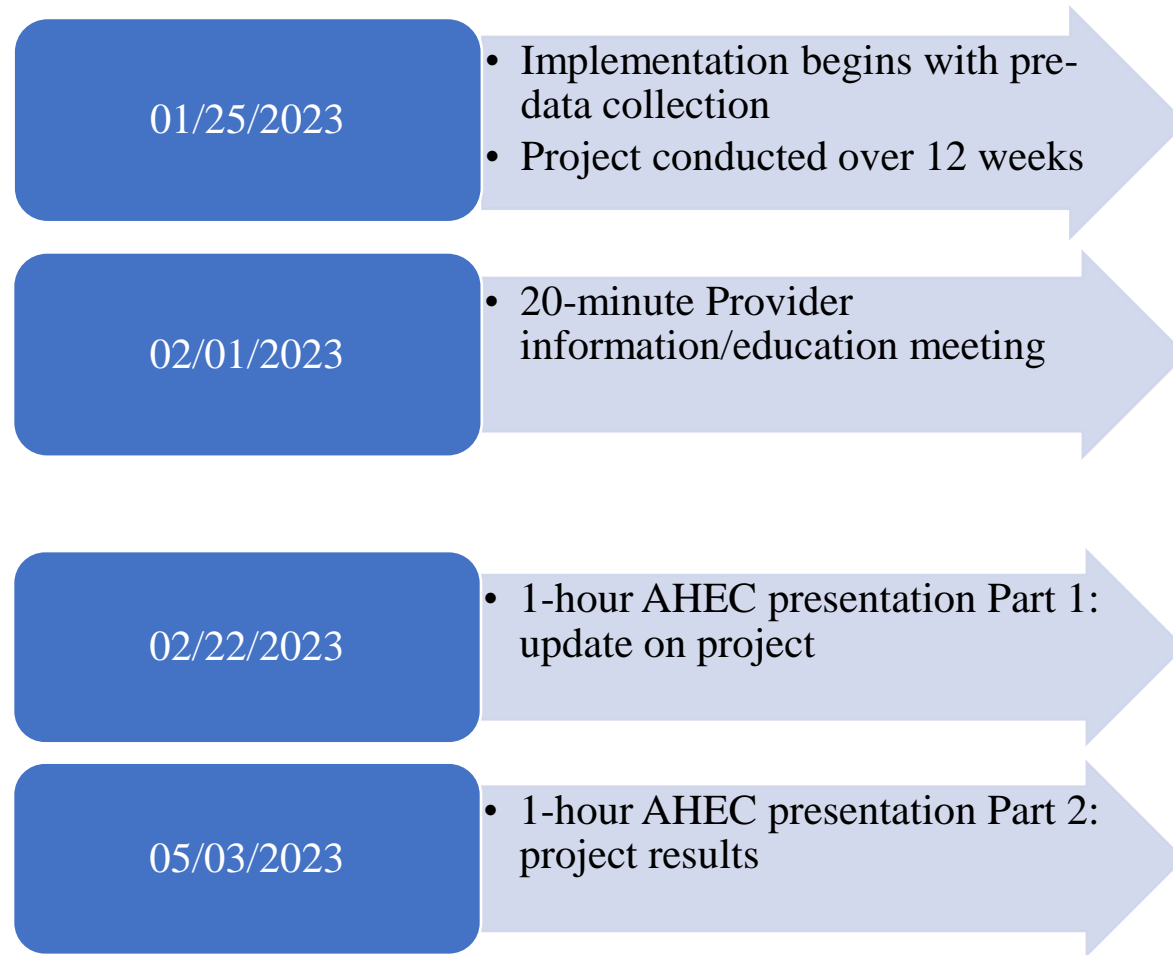 01/25/2023
• Implementation begins with pre-
data collection
• Project conducted over 12 weeks
02/01/2023
• 20-minute Provider
information/education meeting
02/22/2023
• 1-hour AHEC presentation Part 1:
update on project
05/03/2023
• 1-hour AHEC presentation Part 2:
project results